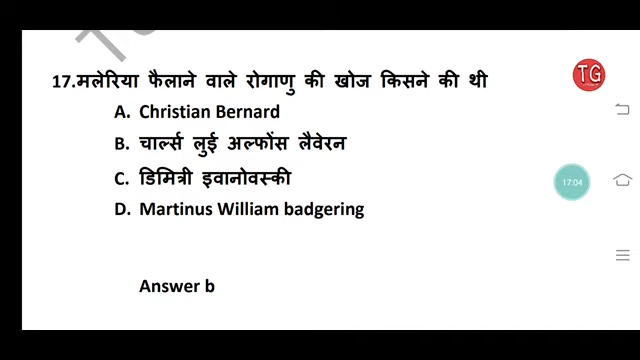 TG
17.मलेरिया फैलाने वाले रोगाणु की खोज किसने की थी
A. Christian Bernard
B. चार्ल्स लुई अल्फोंस लैवेरन
C. डिमित्री इवानोवस्की
17:04
D. Martinus William badgering
Answer b